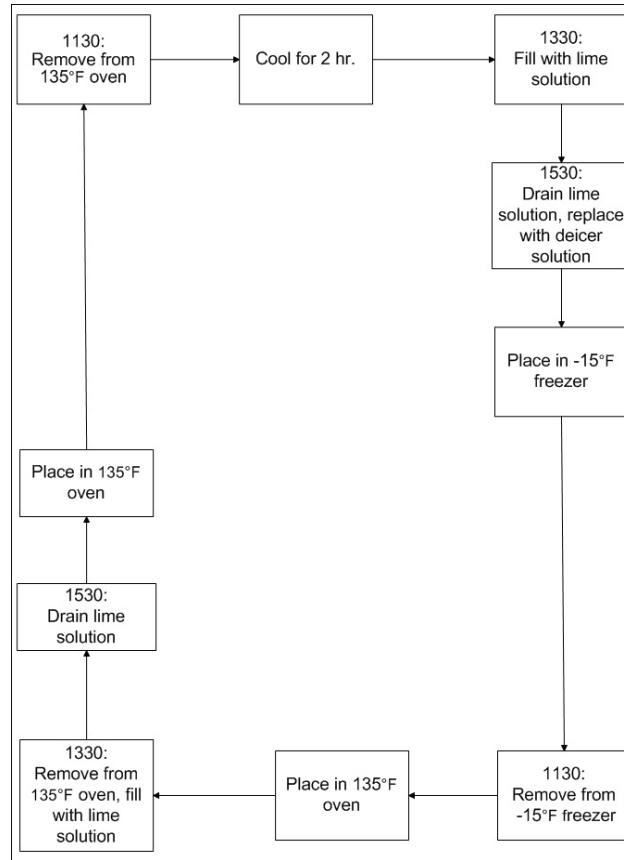 1130:
Remove from
135°F oven
Cool for 2 hr.
1330:
Fill with lime
solution
1530:
Drain lime
solution, replace
with deicer
solution
Place in -15°F
freezer
1130:
Remove from
-15°F freezer
Place in 135°F
oven
1330:
Remove from
135°F oven, fill
with lime
solution
1530:
Drain lime
solution
Place in 135°F
oven